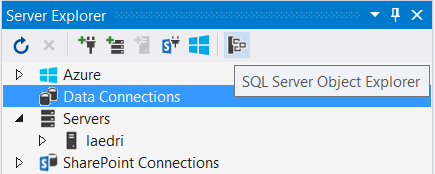 Server Explorer
Azure
SQL Server Object Explorer
Data Connections
Servers
laedri
SharePoint Connections